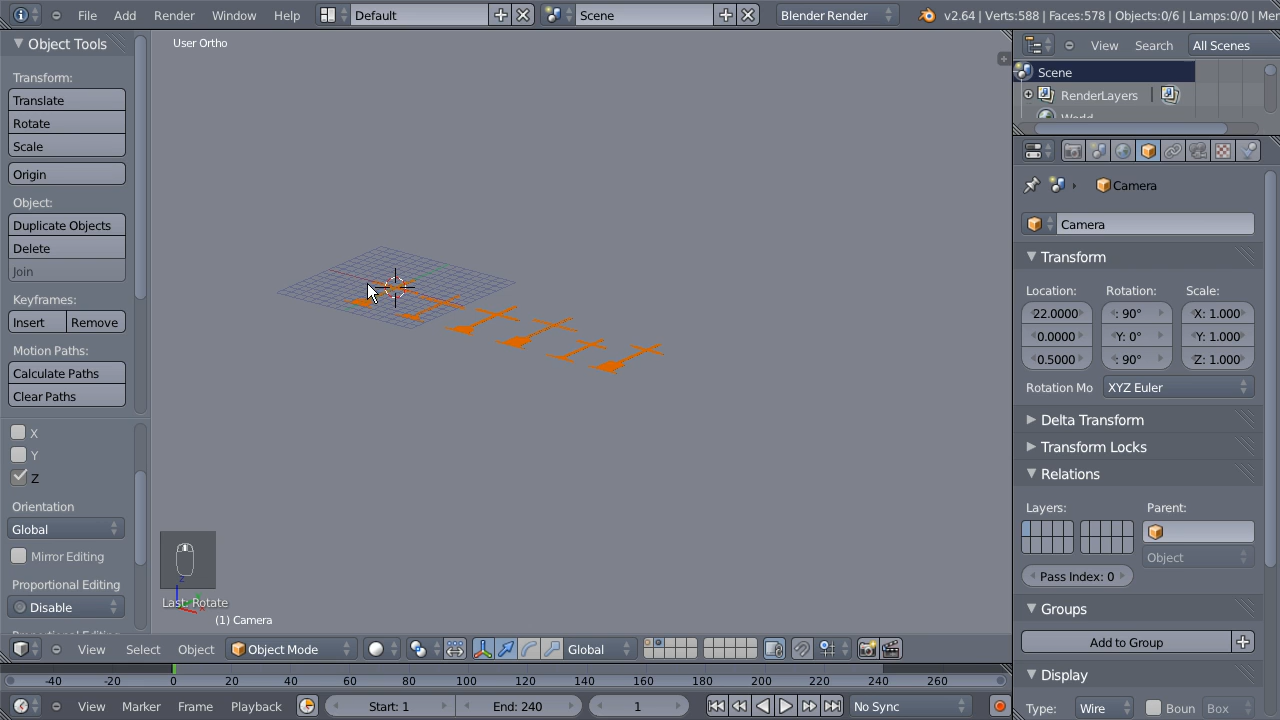 File Add Render Window Help Default Scene Blender Render v2.64 | Verts:588 | Faces:578 | Objects:0/6 | Lamps:0/0 | Mer
Object Tools
User Ortho
View Search All Scenes
Scene
RenderLayers
World
Transform:
Translate
Rotate
Scale
Origin
Object:
Duplicate Objects
Delete
Join
Keyframes:
Insert Remove
Motion Paths:
Calculate Paths
Clear Paths
X
Y
Z
Orientation
Global
Mirror Editing
Proportional Editing
Disable
Last: Rotate
(1) Camera
Camera
Camera
Transform
Location: Rotation: Scale:
22.0000 : 90° X: 1.000
0.0000 Y: 0° Y: 1.000
0.5000 : 90° Z: 1.000
Rotation Mo XYZ Euler
Delta Transform
Transform Locks
Relations
Layers: Parent:
Object
Pass Index: 0
Groups
Add to Group
Display
Type: Wire Boun Box
View Select Object Object Mode Global
-40 -20 0 20 40 60 80 100 120 140 160 180 200 220 240 260
View Marker Frame Playback Start: 1 End: 240 1 No Sync